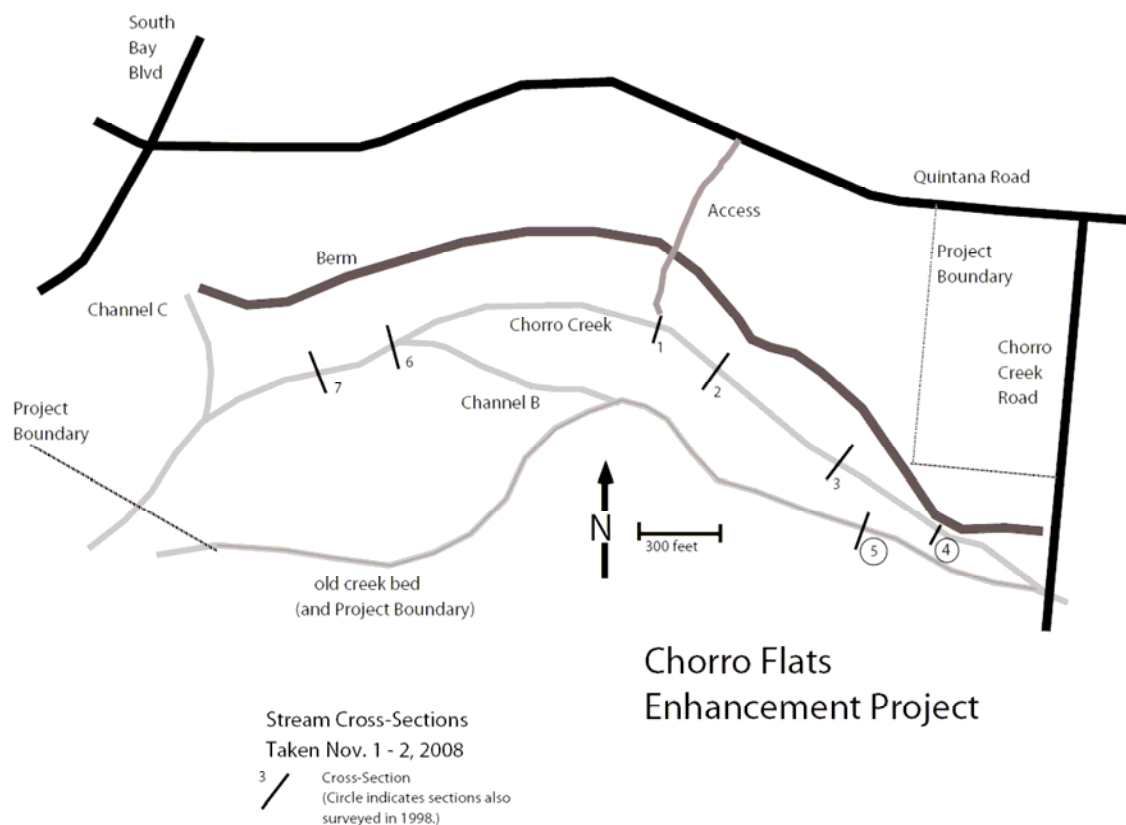 South
Bay
Blvd
Quintana Road
Access
Project
Boundary
Berm
Channel C
Chorro Creek
Chorro
Creek
Road
1
6
7
2
Channel B
Project
Boundary
3
N
300 feet
5
4
old creek bed
(and Project Boundary)
Chorro Flats
Enhancement Project
Stream Cross-Sections
Taken Nov. 1 - 2, 2008
3
Cross-Section
(Circle indicates sections also
surveyed in 1998.)